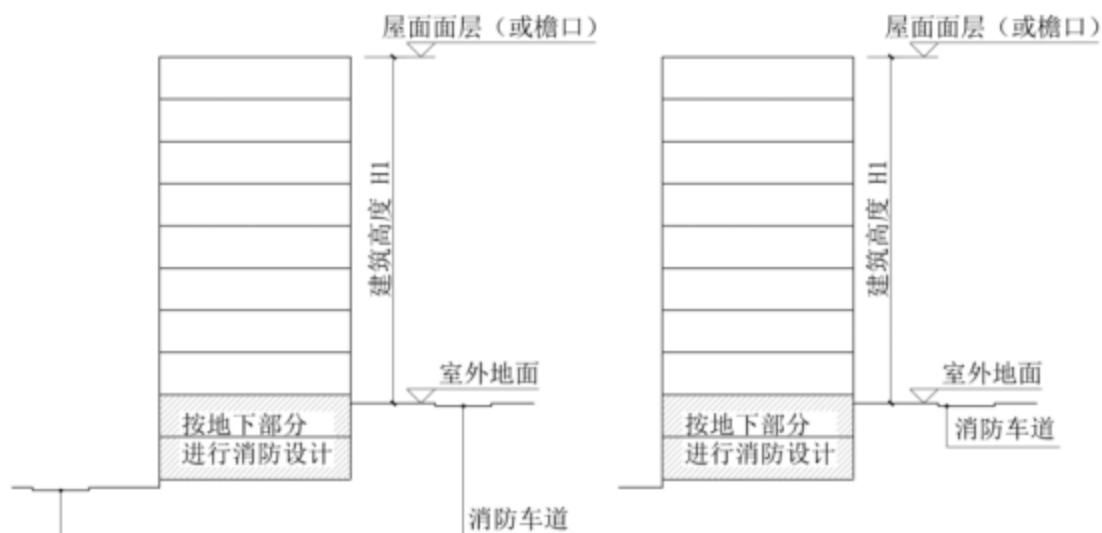 屋面面层（或檐口）
建筑高度 H1
室外地面
按地下部分
进行消防设计
消防车道
屋面面层（或檐口）
建筑高度 H1
室外地面
按地下部分
进行消防设计
消防车道